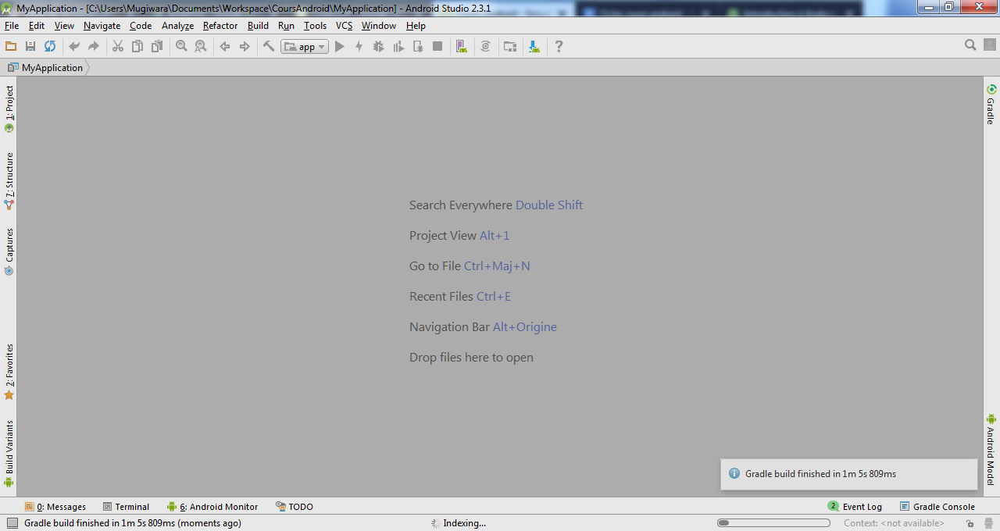 MyApplication - [C:\Users\Mugiwara\Documents\Workspace\CoursAndroid\MyApplication] - Android Studio 2.3.1
File Edit View Navigate Code Analyze Refactor Build Run Tools VCS Window Help
app
MyApplication
1: Project
7: Structure
Captures
2: Favorites
Build Variants
Search Everywhere Double Shift
Project View Alt+1
Go to File Ctrl+Maj+N
Recent Files Ctrl+E
Navigation Bar Alt+Origine
Drop files here to open
Gradle
Android Model
Gradle build finished in 1m 5s 809ms
0: Messages Terminal 6: Android Monitor TODO 2 Event Log Gradle Console
Gradle build finished in 1m 5s 809ms (moments ago) Indexing... Context: <not available>